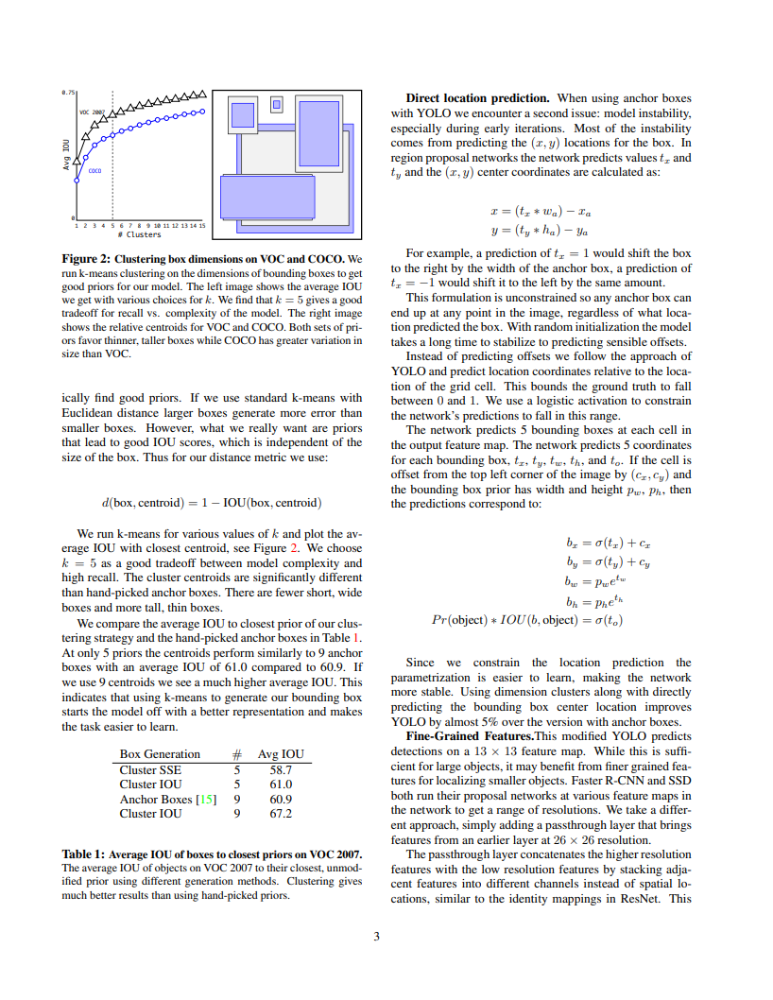 0.75
VOC 2007
Avg IOU
COCO
0
1 2 3 4 5 6 7 8 9 10 11 12 13 14 15
# Clusters
Figure 2: Clustering box dimensions on VOC and COCO. We
run k-means clustering on the dimensions of bounding boxes to get
good priors for our model. The left image shows the average IOU
we get with various choices for k. We find that k = 5 gives a good
tradeoff for recall vs. complexity of the model. The right image
shows the relative centroids for VOC and COCO. Both sets of pri-
ors favor thinner, taller boxes while COCO has greater variation in
size than VOC.
ically find good priors. If we use standard k-means with
Euclidean distance larger boxes generate more error than
smaller boxes. However, what we really want are priors
that lead to good IOU scores, which is independent of the
size of the box. Thus for our distance metric we use:
d(box, centroid) = 1 − IOU(box, centroid)
We run k-means for various values of k and plot the av-
erage IOU with closest centroid, see Figure 2. We choose
k = 5 as a good tradeoff between model complexity and
high recall. The cluster centroids are significantly different
than hand-picked anchor boxes. There are fewer short, wide
boxes and more tall, thin boxes.
We compare the average IOU to closest prior of our clus-
tering strategy and the hand-picked anchor boxes in Table 1.
At only 5 priors the centroids perform similarly to 9 anchor
boxes with an average IOU of 61.0 compared to 60.9. If
we use 9 centroids we see a much higher average IOU. This
indicates that using k-means to generate our bounding box
starts the model off with a better representation and makes
the task easier to learn.
Box Generation # Avg IOU
Cluster SSE 5 58.7
Cluster IOU 5 61.0
Anchor Boxes [15] 9 60.9
Cluster IOU 9 67.2
Table 1: Average IOU of boxes to closest priors on VOC 2007.
The average IOU of objects on VOC 2007 to their closest, unmod-
ified prior using different generation methods. Clustering gives
much better results than using hand-picked priors.
Direct location prediction. When using anchor boxes
with YOLO we encounter a second issue: model instability,
especially during early iterations. Most of the instability
comes from predicting the (x, y) locations for the box. In
region proposal networks the network predicts values t_x and
t_y and the (x, y) center coordinates are calculated as:
x = (t_x ∗ w_a) − x_a
y = (t_y ∗ h_a) − y_a
For example, a prediction of t_x = 1 would shift the box
to the right by the width of the anchor box, a prediction of
t_x = −1 would shift it to the left by the same amount.
This formulation is unconstrained so any anchor box can
end up at any point in the image, regardless of what loca-
tion predicted the box. With random initialization the model
takes a long time to stabilize to predicting sensible offsets.
Instead of predicting offsets we follow the approach of
YOLO and predict location coordinates relative to the loca-
tion of the grid cell. This bounds the ground truth to fall
between 0 and 1. We use a logistic activation to constrain
the network's predictions to fall in this range.
The network predicts 5 bounding boxes at each cell in
the output feature map. The network predicts 5 coordinates
for each bounding box, t_x, t_y, t_w, t_h, and t_o. If the cell is
offset from the top left corner of the image by (c_x, c_y) and
the bounding box prior has width and height p_w, p_h, then
the predictions correspond to:
b_x = σ(t_x) + c_x
b_y = σ(t_y) + c_y
b_w = p_w e^{t_w}
b_h = p_h e^{t_h}
Pr(object) ∗ IOU(b, object) = σ(t_o)
Since we constrain the location prediction the
parametrization is easier to learn, making the network
more stable. Using dimension clusters along with directly
predicting the bounding box center location improves
YOLO by almost 5% over the version with anchor boxes.
Fine-Grained Features.This modified YOLO predicts
detections on a 13 × 13 feature map. While this is suffi-
cient for large objects, it may benefit from finer grained fea-
tures for localizing smaller objects. Faster R-CNN and SSD
both run their proposal networks at various feature maps in
the network to get a range of resolutions. We take a differ-
ent approach, simply adding a passthrough layer that brings
features from an earlier layer at 26 × 26 resolution.
The passthrough layer concatenates the higher resolution
features with the low resolution features by stacking adja-
cent features into different channels instead of spatial lo-
cations, similar to the identity mappings in ResNet. This
3